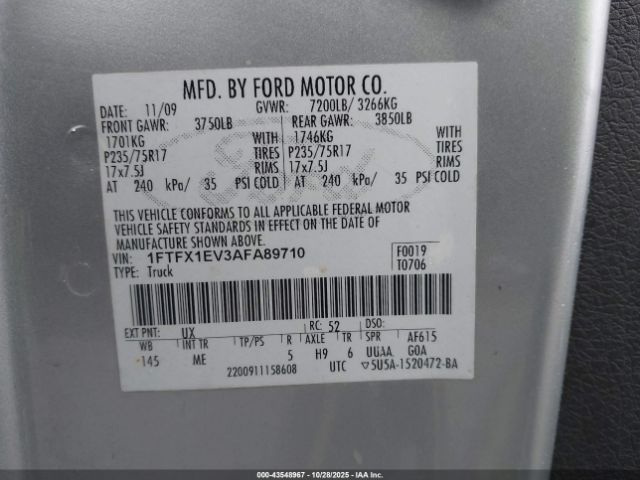 MFD. BY FORD MOTOR CO.
DATE: 11/09 GVWR: 7200LB/ 3266KG
FRONT GAWR: 3750LB REAR GAWR: 3850LB
1701KG WITH 1746KG WITH
P235/75R17 TIRES P235/75R17 TIRES
17x7.5J RIMS 17x7.5J RIMS
AT 240 kPa/ 35 PSI COLD AT 240 kPa/ 35 PSI COLD
THIS VEHICLE CONFORMS TO ALL APPLICABLE FEDERAL MOTOR
VEHICLE SAFETY STANDARDS IN EFFECT ON THE DATE OF
MANUFACTURE SHOWN ABOVE.
VIN: 1FTFX1EV3AFA89710 F0019
TYPE: Truck T0706
EXT PNT: UX RC: 52 DSO:
WB INT TR TP/PS R AXLE TR SPR AF615
145 ME 5 H9 6 UUAA GOA
2200911158608 UTC ▽5U5A-1520472-BA
Ford
000-43548967 10/28/2025 COPYRIGHT IAA, LLC.